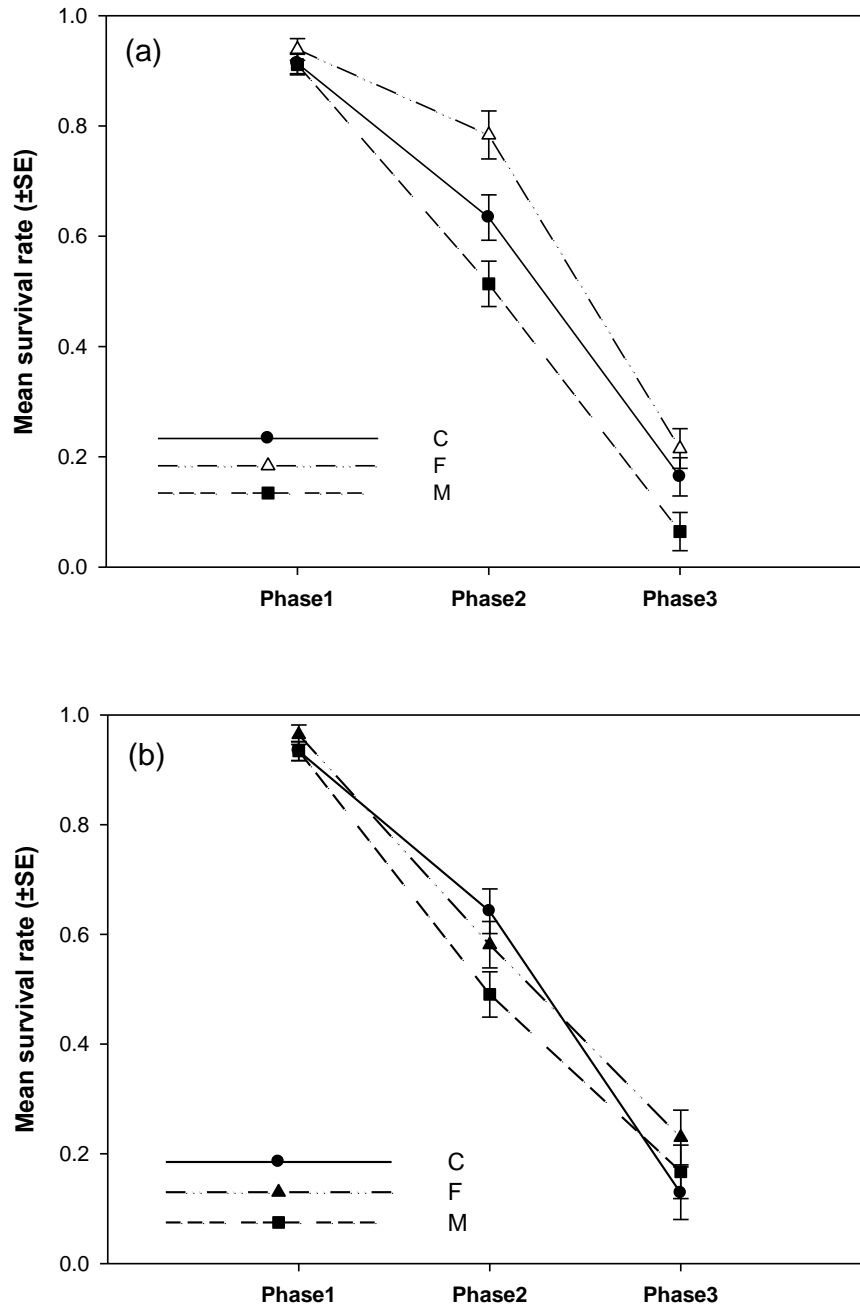 1.0
(a)
0.8
0.6
0.4
0.2
0.0
Mean survival rate (±SE)
C
F
M
Phase1 Phase2 Phase3
1.0
(b)
0.8
0.6
0.4
0.2
0.0
Mean survival rate (±SE)
C
F
M
Phase1 Phase2 Phase3